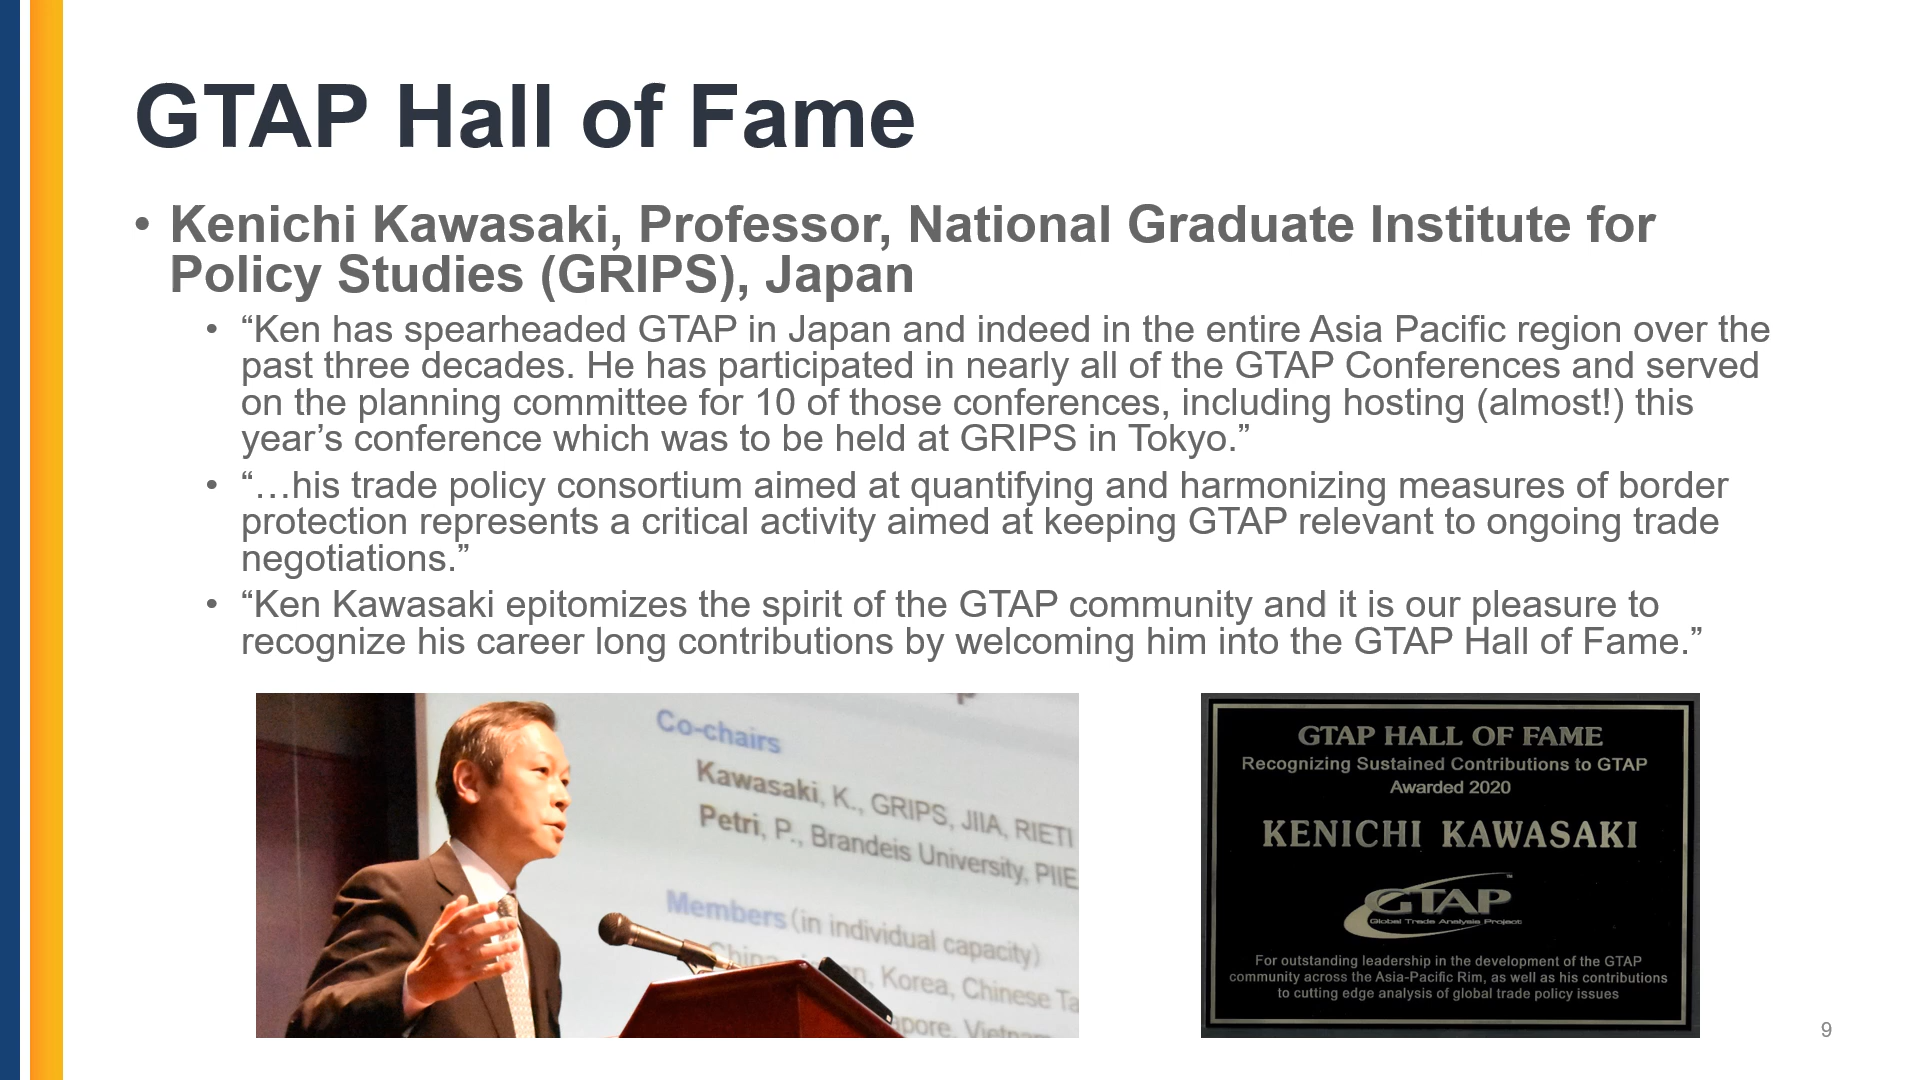 GTAP Hall of Fame
• Kenichi Kawasaki, Professor, National Graduate Institute for
Policy Studies (GRIPS), Japan
• “Ken has spearheaded GTAP in Japan and indeed in the entire Asia Pacific region over the
past three decades. He has participated in nearly all of the GTAP Conferences and served
on the planning committee for 10 of those conferences, including hosting (almost!) this
year’s conference which was to be held at GRIPS in Tokyo.”
• “…his trade policy consortium aimed at quantifying and harmonizing measures of border
protection represents a critical activity aimed at keeping GTAP relevant to ongoing trade
negotiations.”
• “Ken Kawasaki epitomizes the spirit of the GTAP community and it is our pleasure to
recognize his career long contributions by welcoming him into the GTAP Hall of Fame.”
Co-chairs
Kawasaki, K., GRIPS, JIIA, RIETI
Petri, P., Brandeis University, PIIE
Members (in individual capacity)
Korea, Chinese
GTAP HALL OF FAME
Recognizing Sustained Contributions to GTAP
Awarded 2020
KENICHI KAWASAKI
GTAP™
Global Trade Analysis Project
For outstanding leadership in the development of the GTAP
community across the Asia-Pacific Rim, as well as his contributions
to cutting edge analysis of global trade policy issues
9